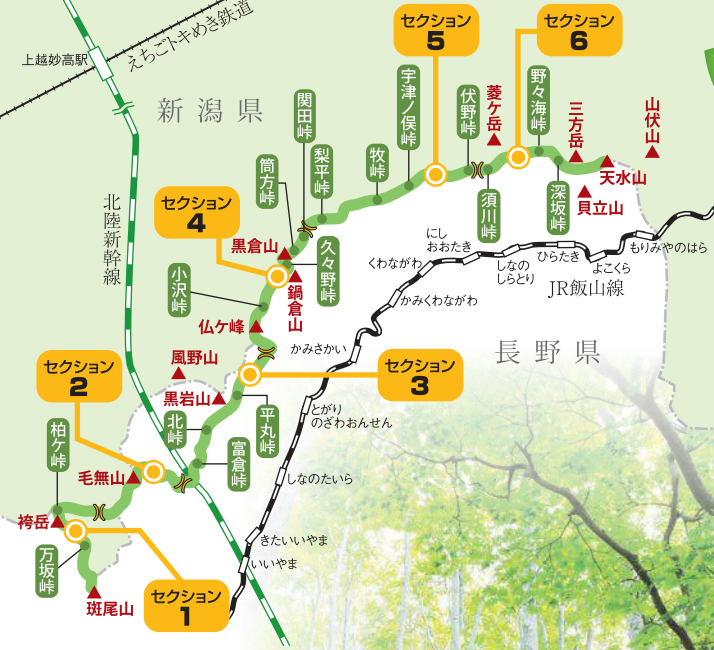 上越妙高駅
えちごトキめき鉄道
新潟県
北陸新幹線
セクション
5
セクション
6
宇津ノ俣峠
伏野峠
菱ケ岳
野々海峠
三方岳
山伏山
関田峠
梨平峠
牧峠
筒方峠
天水山
貝立山
深坂峠
須川峠
セクション
4
黒倉山
久々野峠
鍋倉山
小沢峠
仏ケ峰
にし
おおたき
くわながわ
しなの
しらとり
ひらたき
よこくら
もりみやのはら
JR飯山線
かみくわながわ
かみさかい
長野県
風野山
セクション
2
セクション
3
黒岩山
北峠
平丸峠
富倉峠
とがり
のざわおんせん
柏ケ峠
毛無山
しなのたいら
袴岳
きたいいやま
いいやま
万坂峠
斑尾山
セクション
1